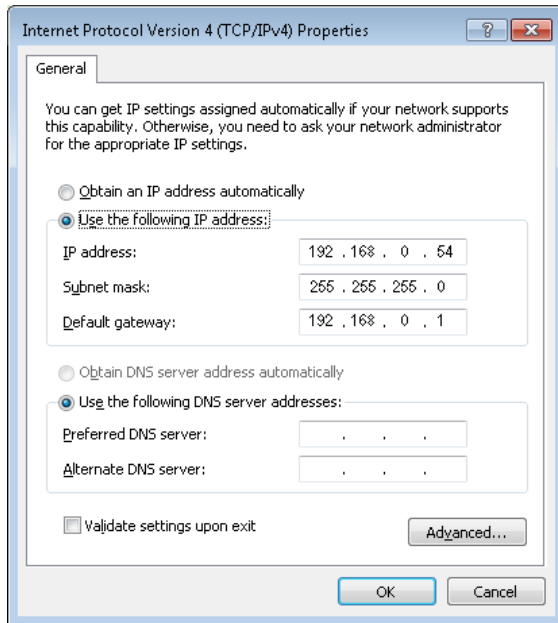 Internet Protocol Version 4 (TCP/IPv4) Properties
General
You can get IP settings assigned automatically if your network supports
this capability. Otherwise, you need to ask your network administrator
for the appropriate IP settings.
Obtain an IP address automatically
Use the following IP address:
IP address: 192 . 168 . 0 . 54
Subnet mask: 255 . 255 . 255 . 0
Default gateway: 192 . 168 . 0 . 1
Obtain DNS server address automatically
Use the following DNS server addresses:
Preferred DNS server: . . .
Alternate DNS server: . . .
Validate settings upon exit
Advanced...
OK Cancel